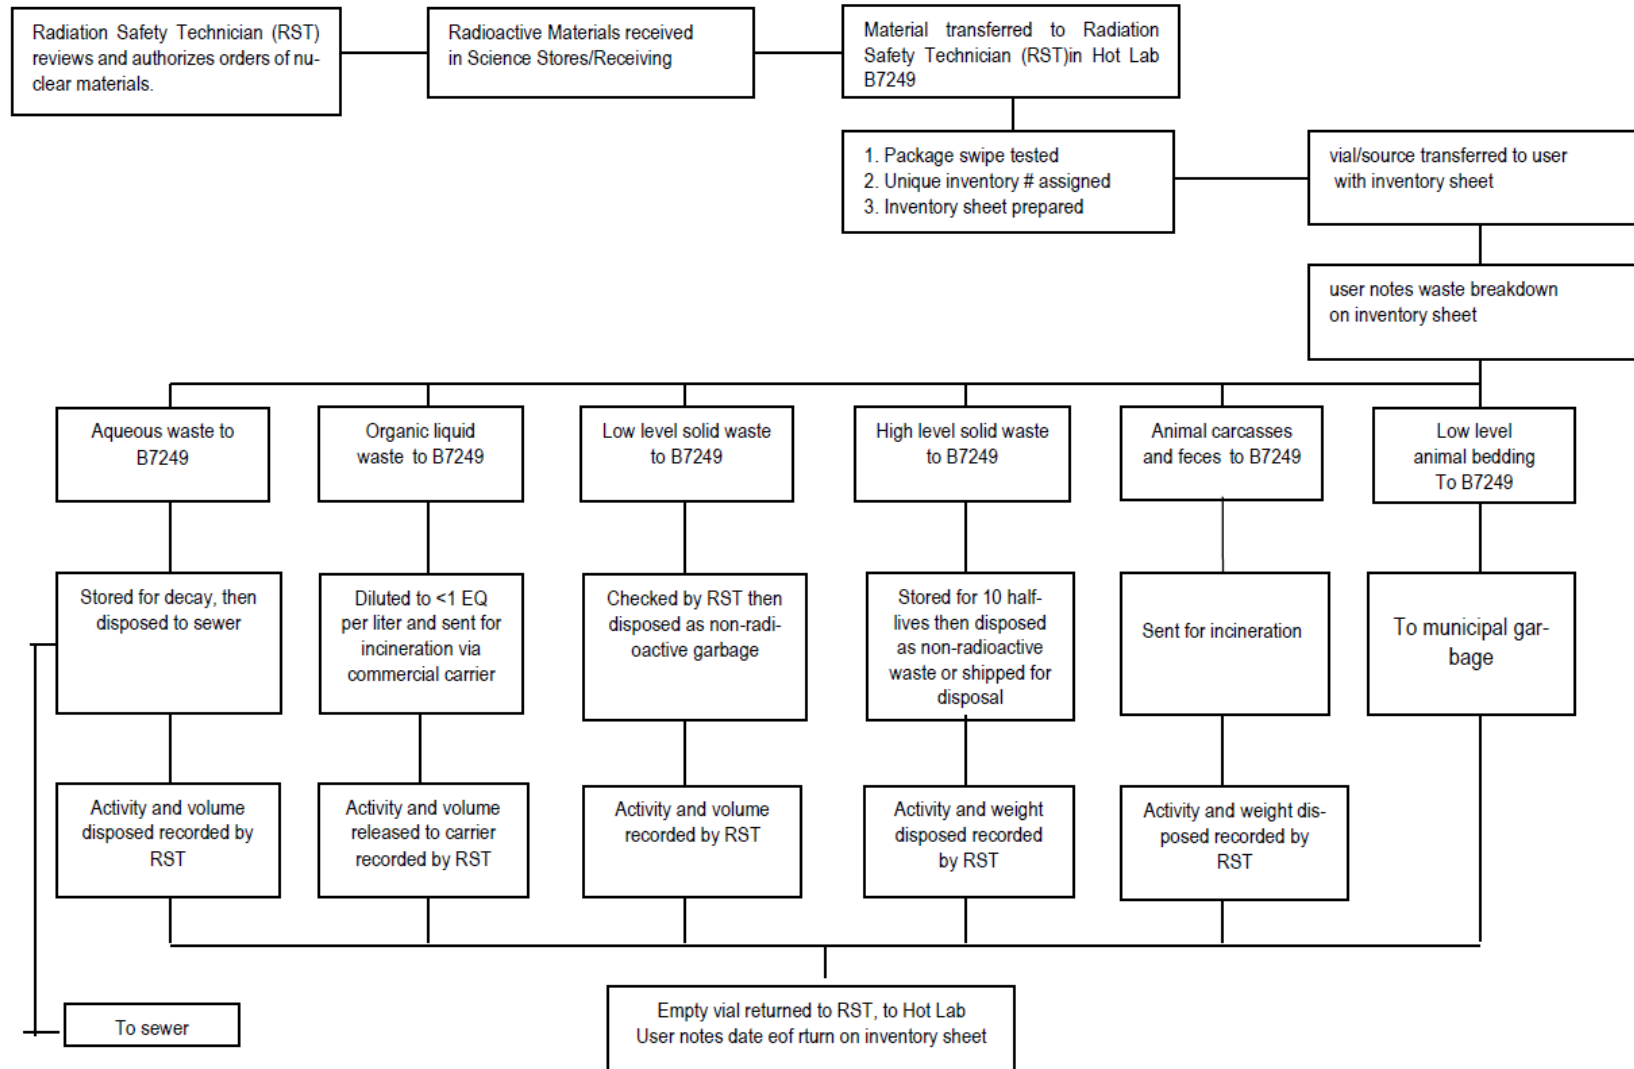 Radiation Safety Technician (RST)
reviews and authorizes orders of nu-
clear materials.
Radioactive Materials received
in Science Stores/Receiving
Material transferred to Radiation
Safety Technician (RST)in Hot Lab
B7249
1. Package swipe tested
2. Unique inventory # assigned
3. Inventory sheet prepared
vial/source transferred to user
with inventory sheet
user notes waste breakdown
on inventory sheet
Aqueous waste to
B7249
Organic liquid
waste to B7249
Low level solid waste
to B7249
High level solid waste
to B7249
Animal carcasses
and feces to B7249
Low level
animal bedding
To B7249
Stored for decay, then
disposed to sewer
Diluted to <1 EQ
per liter and sent for
incineration via
commercial carrier
Checked by RST then
disposed as non-radi-
oactive garbage
Stored for 10 half-
lives then disposed
as non-radioactive
waste or shipped for
disposal
Sent for incineration
To municipal gar-
bage
Activity and volume
disposed recorded by
RST
Activity and volume
released to carrier
recorded by RST
Activity and volume
recorded by RST
Activity and weight
disposed recorded
by RST
Activity and weight dis-
posed recorded by
RST
To sewer
Empty vial returned to RST, to Hot Lab
User notes date eof rturn on inventory sheet